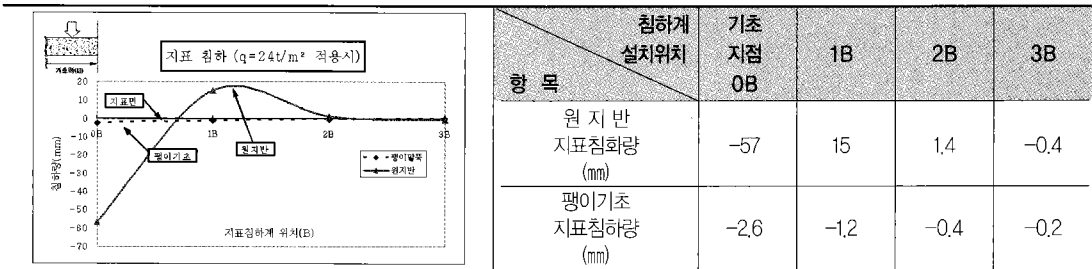 지표 침하 (q=24t/m² 적용시)
기초폭(B)
20
10
0
-10
-20
-30
-40
-50
-60
-70
침하량(mm)
지표면
팽이기초
원지반
0B
1B
2B
3B
팽이말뚝
원지반
지표침하계 위치(B)
침하계
설치위치
항 목
기초
지점
0B
1B
2B
3B
원 지 반
지표침화량
(㎜)
-57
15
1.4
-0.4
팽이기초
지표침하량
(㎜)
-2.6
-1.2
-0.4
-0.2